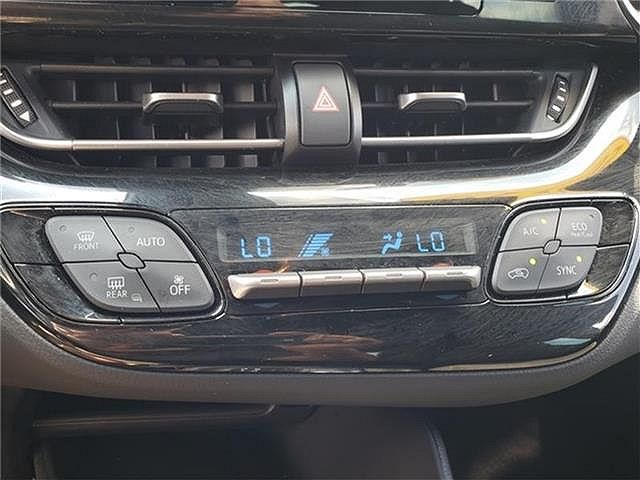 FRONT
AUTO
REAR
OFF
LO
LO
A/C
ECO
SYNC